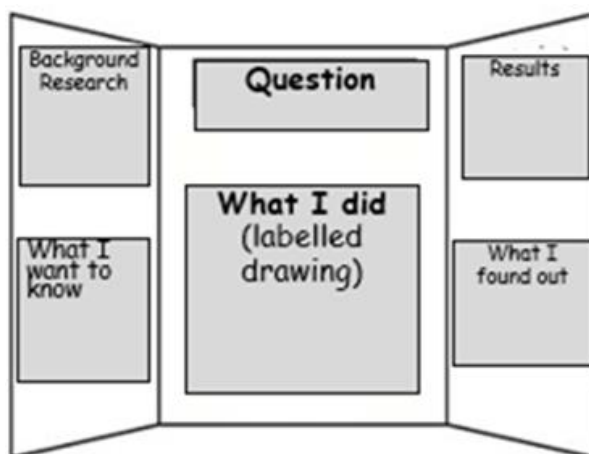 Background
Research
What I
want to
know
Question
What I did
(labelled
drawing)
Results
What I
found out